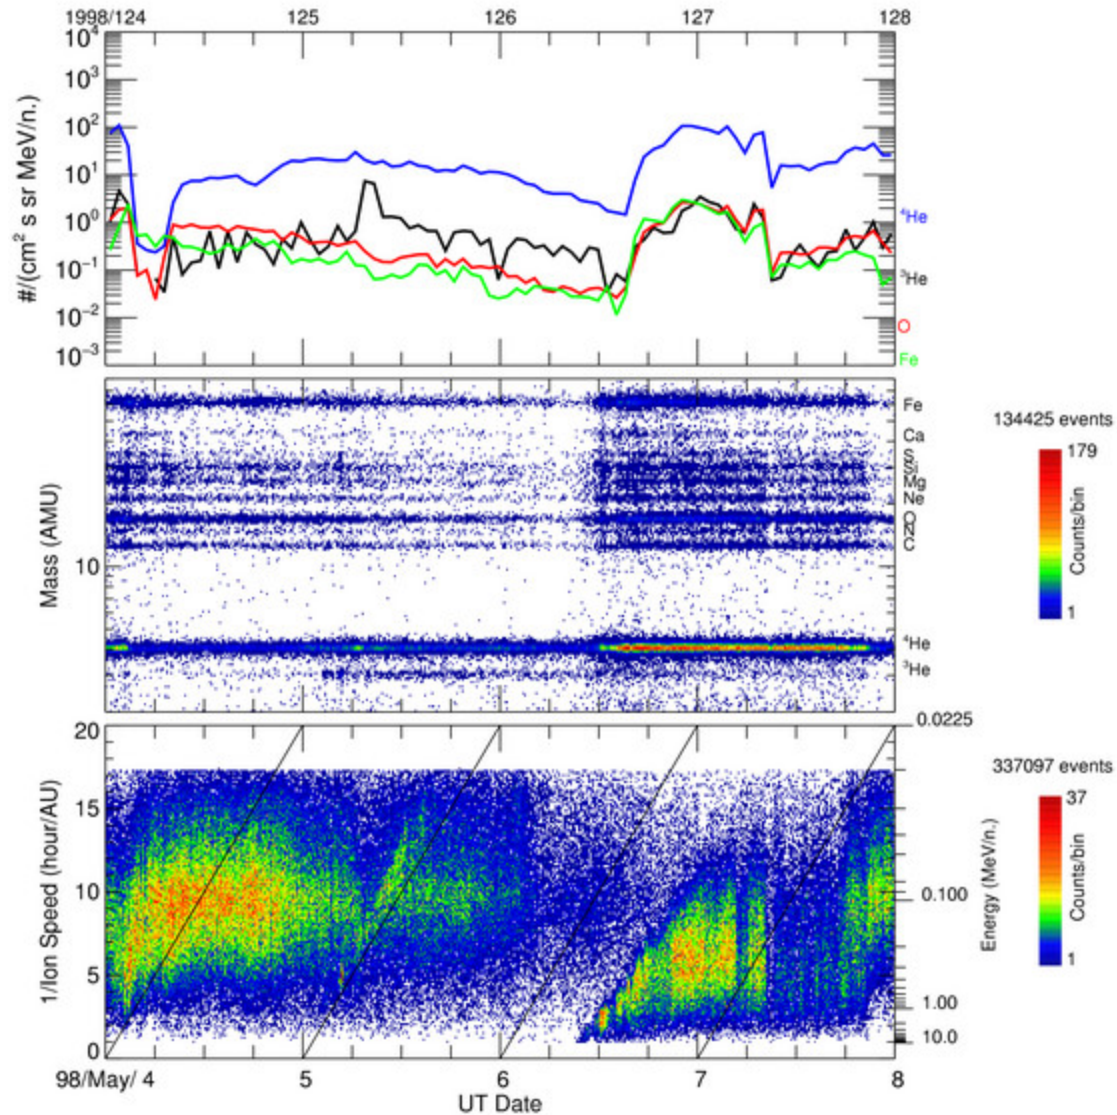 1998/124 125 126 127 128
#/(cm² s sr MeV/n.)
10⁴
10³
10²
10¹
10⁰
10⁻¹
10⁻²
10⁻³
⁴He
³He
O
Fe
Mass (AMU)
10
Fe
Ca
S
Si
Mg
Ne
O
N
C
⁴He
³He
134425 events
179
Counts/bin
1
1/Ion Speed (hour/AU)
20
15
10
5
0
0.0225
0.100
1.00
10.0
Energy (MeV/n.)
337097 events
37
Counts/bin
1
98/May/ 4 5 6 7 8
UT Date